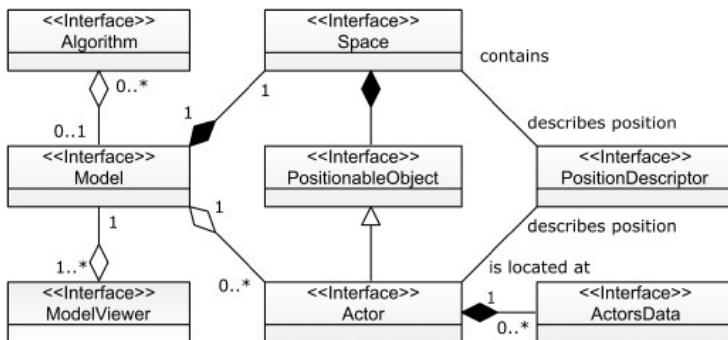 <<Interface>>
Algorithm
<<Interface>>
Space
contains
0..*
1
1
0..1
describes position
<<Interface>>
Model
<<Interface>>
PositionableObject
<<Interface>>
PositionDescriptor
1
1
describes position
1..*
0..*
is located at
<<Interface>>
ModelViewer
<<Interface>>
Actor
1
0..*
<<Interface>>
ActorsData